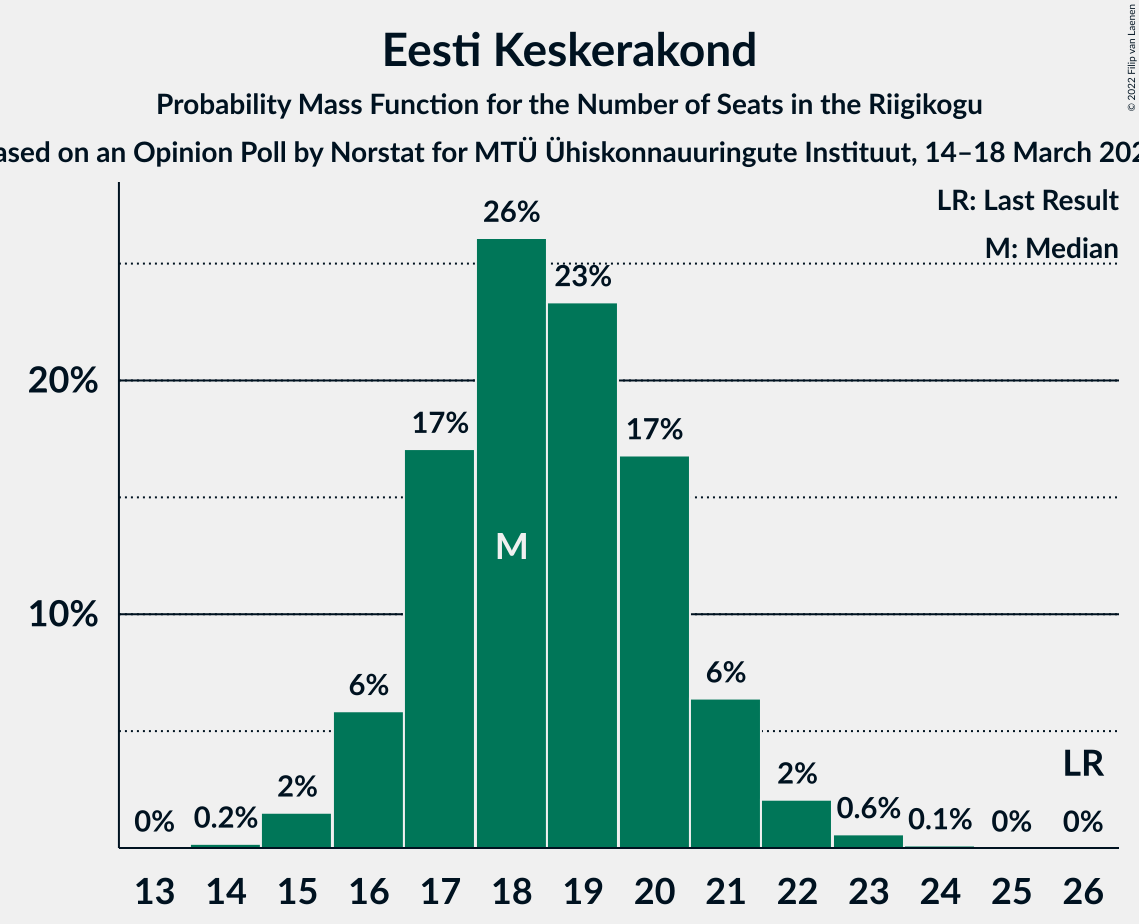 Eesti Keskerakond
Probability Mass Function for the Number of Seats in the Riigikogu
ased on an Opinion Poll by Norstat for MTÜ Ühiskonnauuringute Instituut, 14–18 March 202
© 2022 Filip van Laenen
LR: Last Result
M: Median
26%
23%
20%
17%
17%
M
10%
6%
6%
LR
2%
2%
0%
0.2%
0.6%
0.1%
0%
0%
13 14 15 16 17 18 19 20 21 22 23 24 25 26